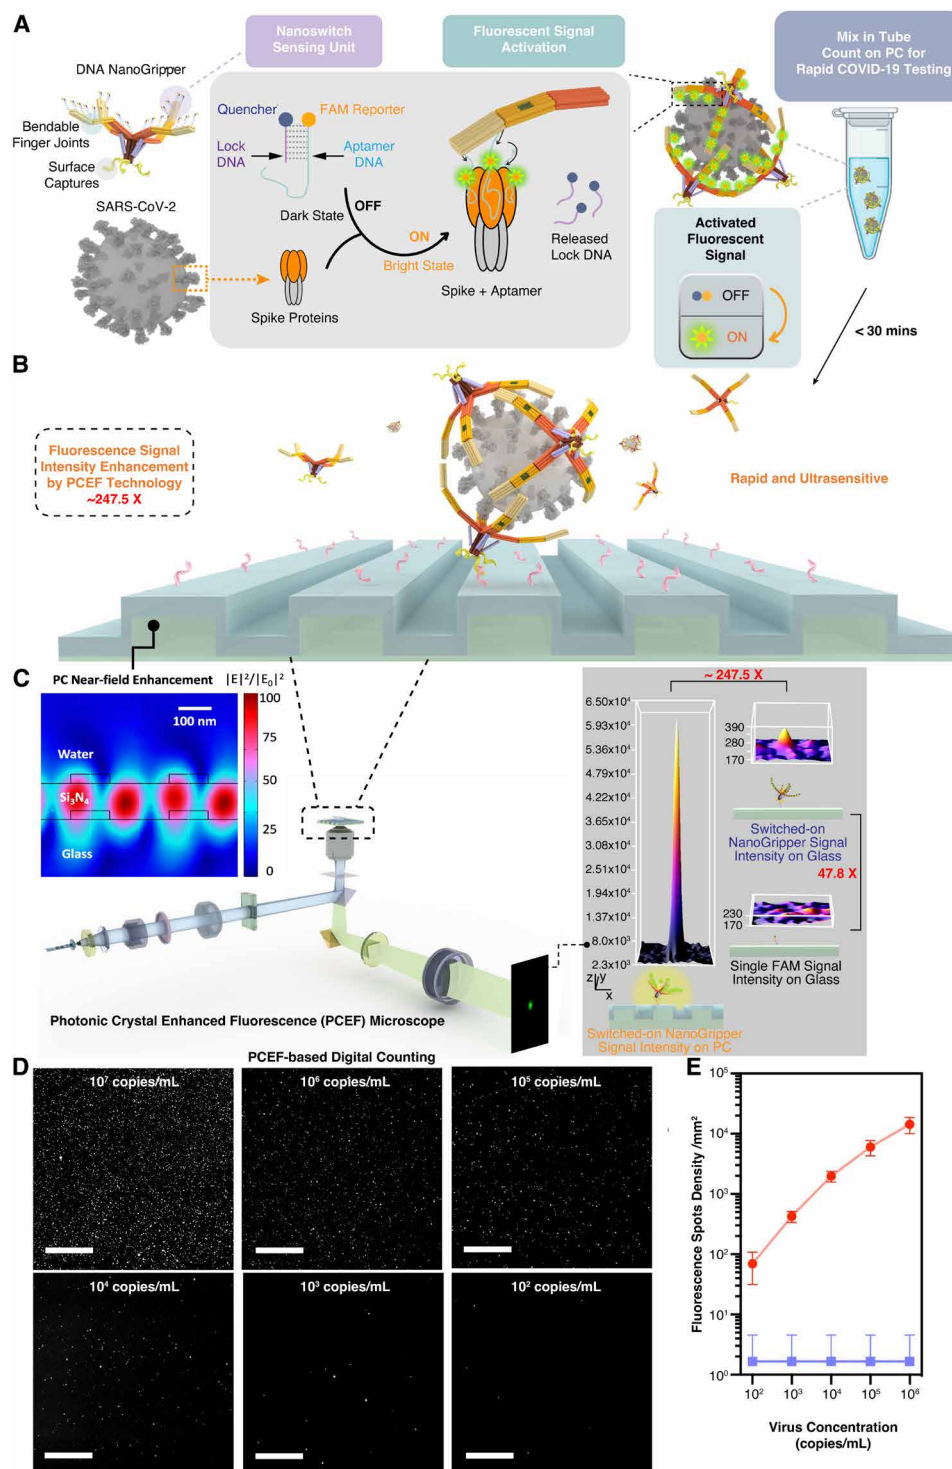 A
Nanoswitch
Sensing Unit
Fluorescent Signal
Activation
Mix in Tube
Count on PC for
Rapid COVID-19 Testing
DNA NanoGripper
Bendable
Finger Joints
Surface
Captures
SARS-CoV-2
Quencher
FAM Reporter
Lock
DNA
Aptamer
DNA
Dark State
OFF
ON
Bright State
Spike Proteins
Spike + Aptamer
Released
Lock DNA
Activated
Fluorescent
Signal
OFF
ON
< 30 mins
B
Fluorescence Signal
Intensity Enhancement
by PCEF Technology
~247.5 X
Rapid and Ultrasensitive
C
PC Near-field Enhancement
|E|²/|E₀|²
100 nm
Water
Si₃N₄
Glass
100
75
50
25
0
Photonic Crystal Enhanced Fluorescence (PCEF) Microscope
~ 247.5 X
6.50x10⁴
5.93x10⁴
5.36x10⁴
4.79x10⁴
4.22x10⁴
3.65x10⁴
3.08x10⁴
2.51x10⁴
1.94x10⁴
1.37x10⁴
8.0x10³
2.3x10³
z
y
x
390
280
170
Switched-on
NanoGripper Signal
Intensity on Glass
47.8 X
230
170
Single FAM Signal
Intensity on Glass
Switched-on NanoGripper
Signal Intensity on PC
D
PCEF-based Digital Counting
10⁷ copies/mL
10⁶ copies/mL
10⁵ copies/mL
10⁴ copies/mL
10³ copies/mL
10² copies/mL
E
Fluorescence Spots Density /mm²
10⁵
10⁴
10³
10²
10¹
10⁰
10² 10³ 10⁴ 10⁵ 10⁶
Virus Concentration
(copies/mL)